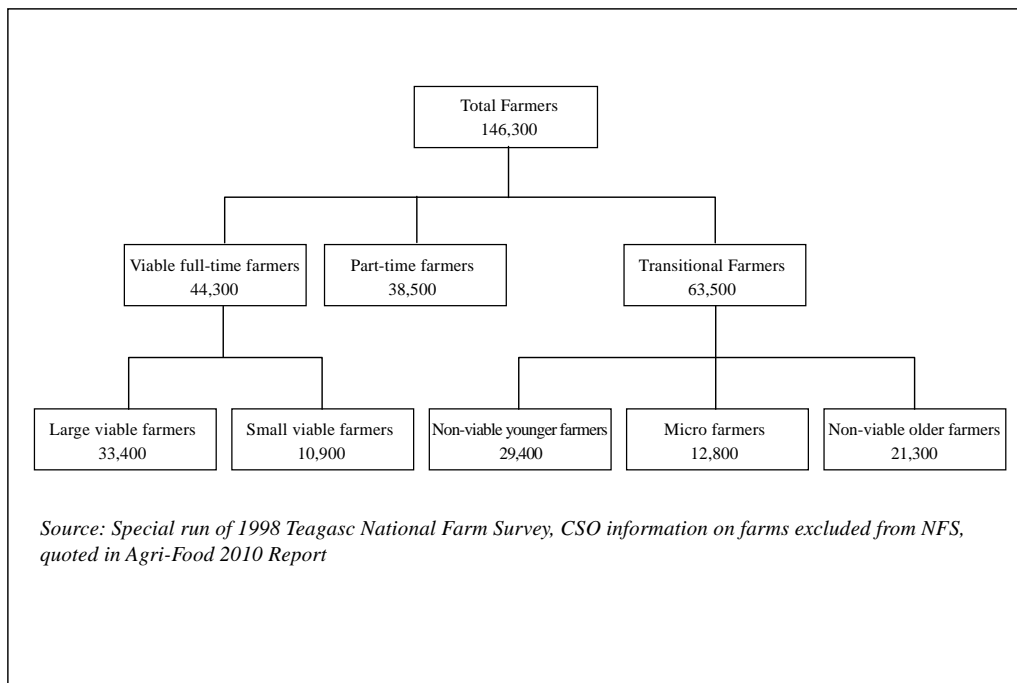 Total Farmers
146,300
Viable full-time farmers
44,300
Part-time farmers
38,500
Transitional Farmers
63,500
Large viable farmers
33,400
Small viable farmers
10,900
Non-viable younger farmers
29,400
Micro farmers
12,800
Non-viable older farmers
21,300
Source: Special run of 1998 Teagasc National Farm Survey, CSO information on farms excluded from NFS,
quoted in Agri-Food 2010 Report